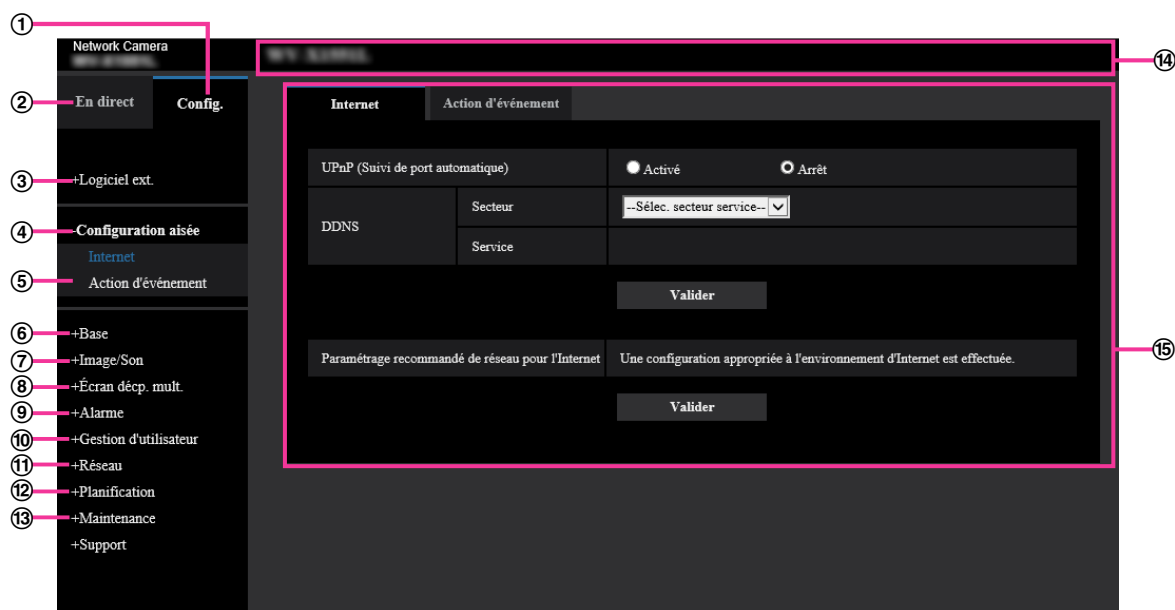 ①
Network Camera
⑭
② En direct Config.
Internet Action d'événement
UPnP (Suivi de port automatique) Activé Arrêt
③ +Logiciel ext.
DDNS Secteur --Sélec. secteur service--
Service
④ -Configuration aisée
Internet
⑤ Action d'événement
Valider
⑥ +Base
⑦ +Image/Son
Paramétrage recommandé de réseau pour l'Internet Une configuration appropriée à l'environnement d'Internet est effectuée.
⑮
⑧ +Écran décp. mult.
⑨ +Alarme
Valider
⑩ +Gestion d'utilisateur
⑪ +Réseau
⑫ +Planification
⑬ +Maintenance
+Support